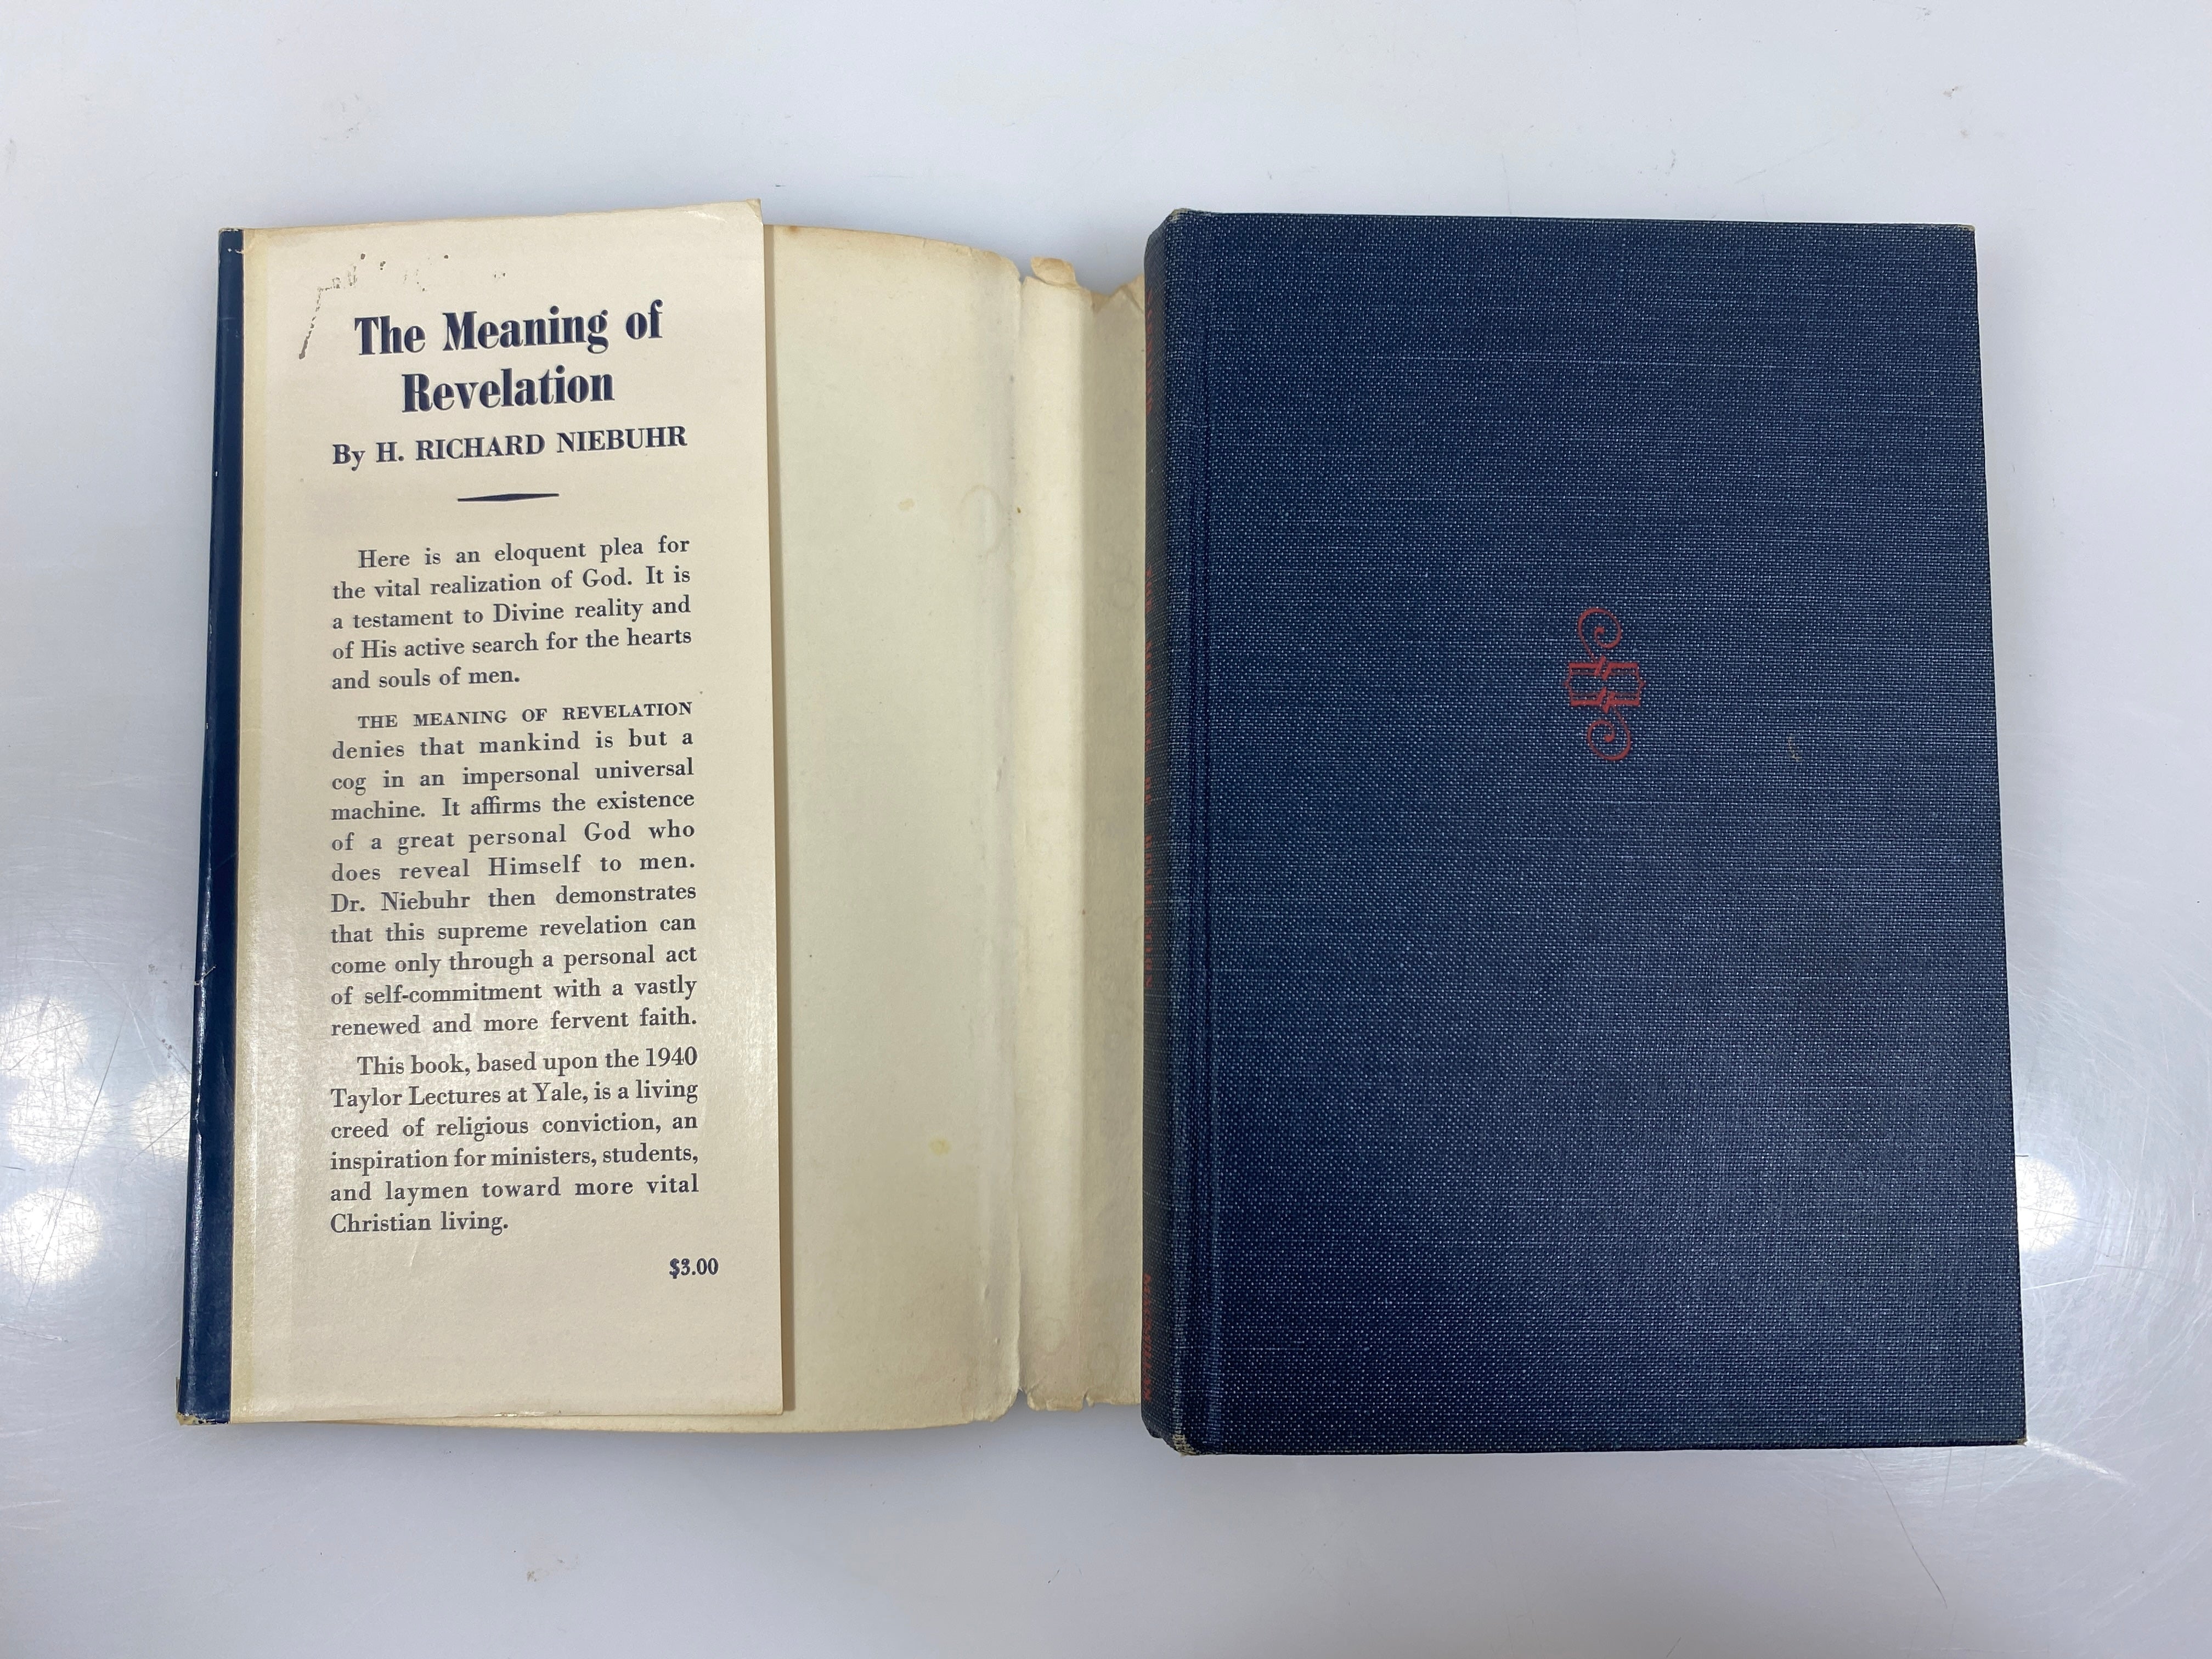 The Meaning of
Revelation
By H. RICHARD NIEBUHR
Here is an eloquent plea for
the vital realization of God. It is
a testament to Divine reality and
of His active search for the hearts
and souls of men.
THE MEANING OF REVELATION
denies that mankind is but a
cog in an impersonal universal
machine. It affirms the existence
of a great personal God who
does reveal Himself to men.
Dr. Niebuhr then demonstrates
that this supreme revelation can
come only through a personal act
of self-commitment with a vastly
renewed and more fervent faith.
This book, based upon the 1940
Taylor Lectures at Yale, is a living
creed of religious conviction, an
inspiration for ministers, students,
and laymen toward more vital
Christian living.
$3.00